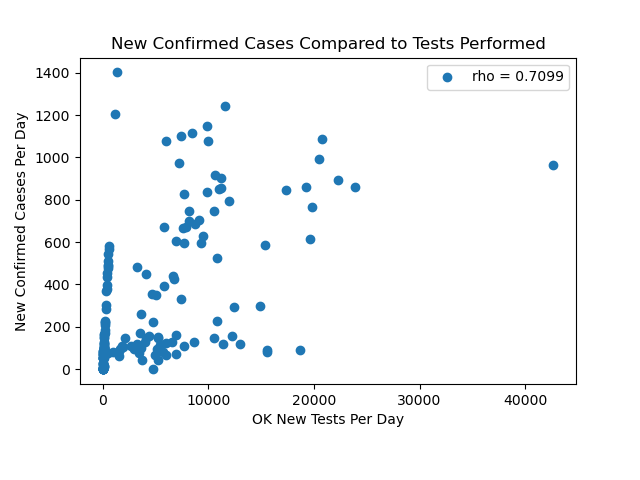 New Confirmed Cases Compared to Tests Performed
rho = 0.7099
New Confirmed Caeses Per Day
1400
1200
1000
800
600
400
200
0
0 10000 20000 30000 40000
OK New Tests Per Day